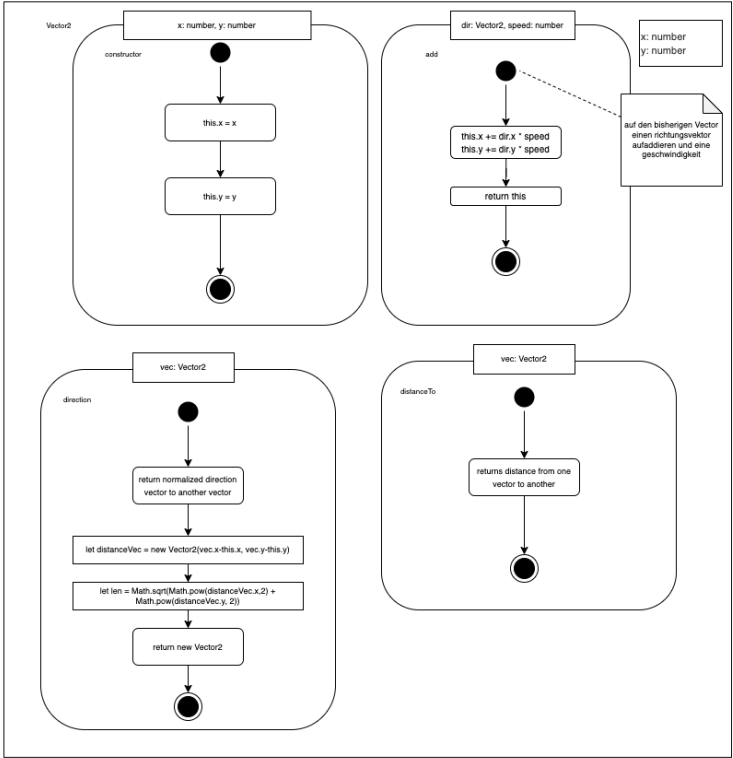 Vector2
x: number, y: number
constructor
this.x = x
this.y = y
dir: Vector2, speed: number
add
this.x += dir.x * speed
this.y += dir.y * speed
return this
x: number
y: number
auf den bisherigen Vector
einen richtungsvektor
aufaddieren und eine
geschwindigkeit
vec: Vector2
direction
return normalized direction
vector to another vector
let distanceVec = new Vector2(vec.x-this.x, vec.y-this.y)
let len = Math.sqrt(Math.pow(distanceVec.x,2) +
Math.pow(distanceVec.y, 2))
return new Vector2
vec: Vector2
distanceTo
returns distance from one
vector to another